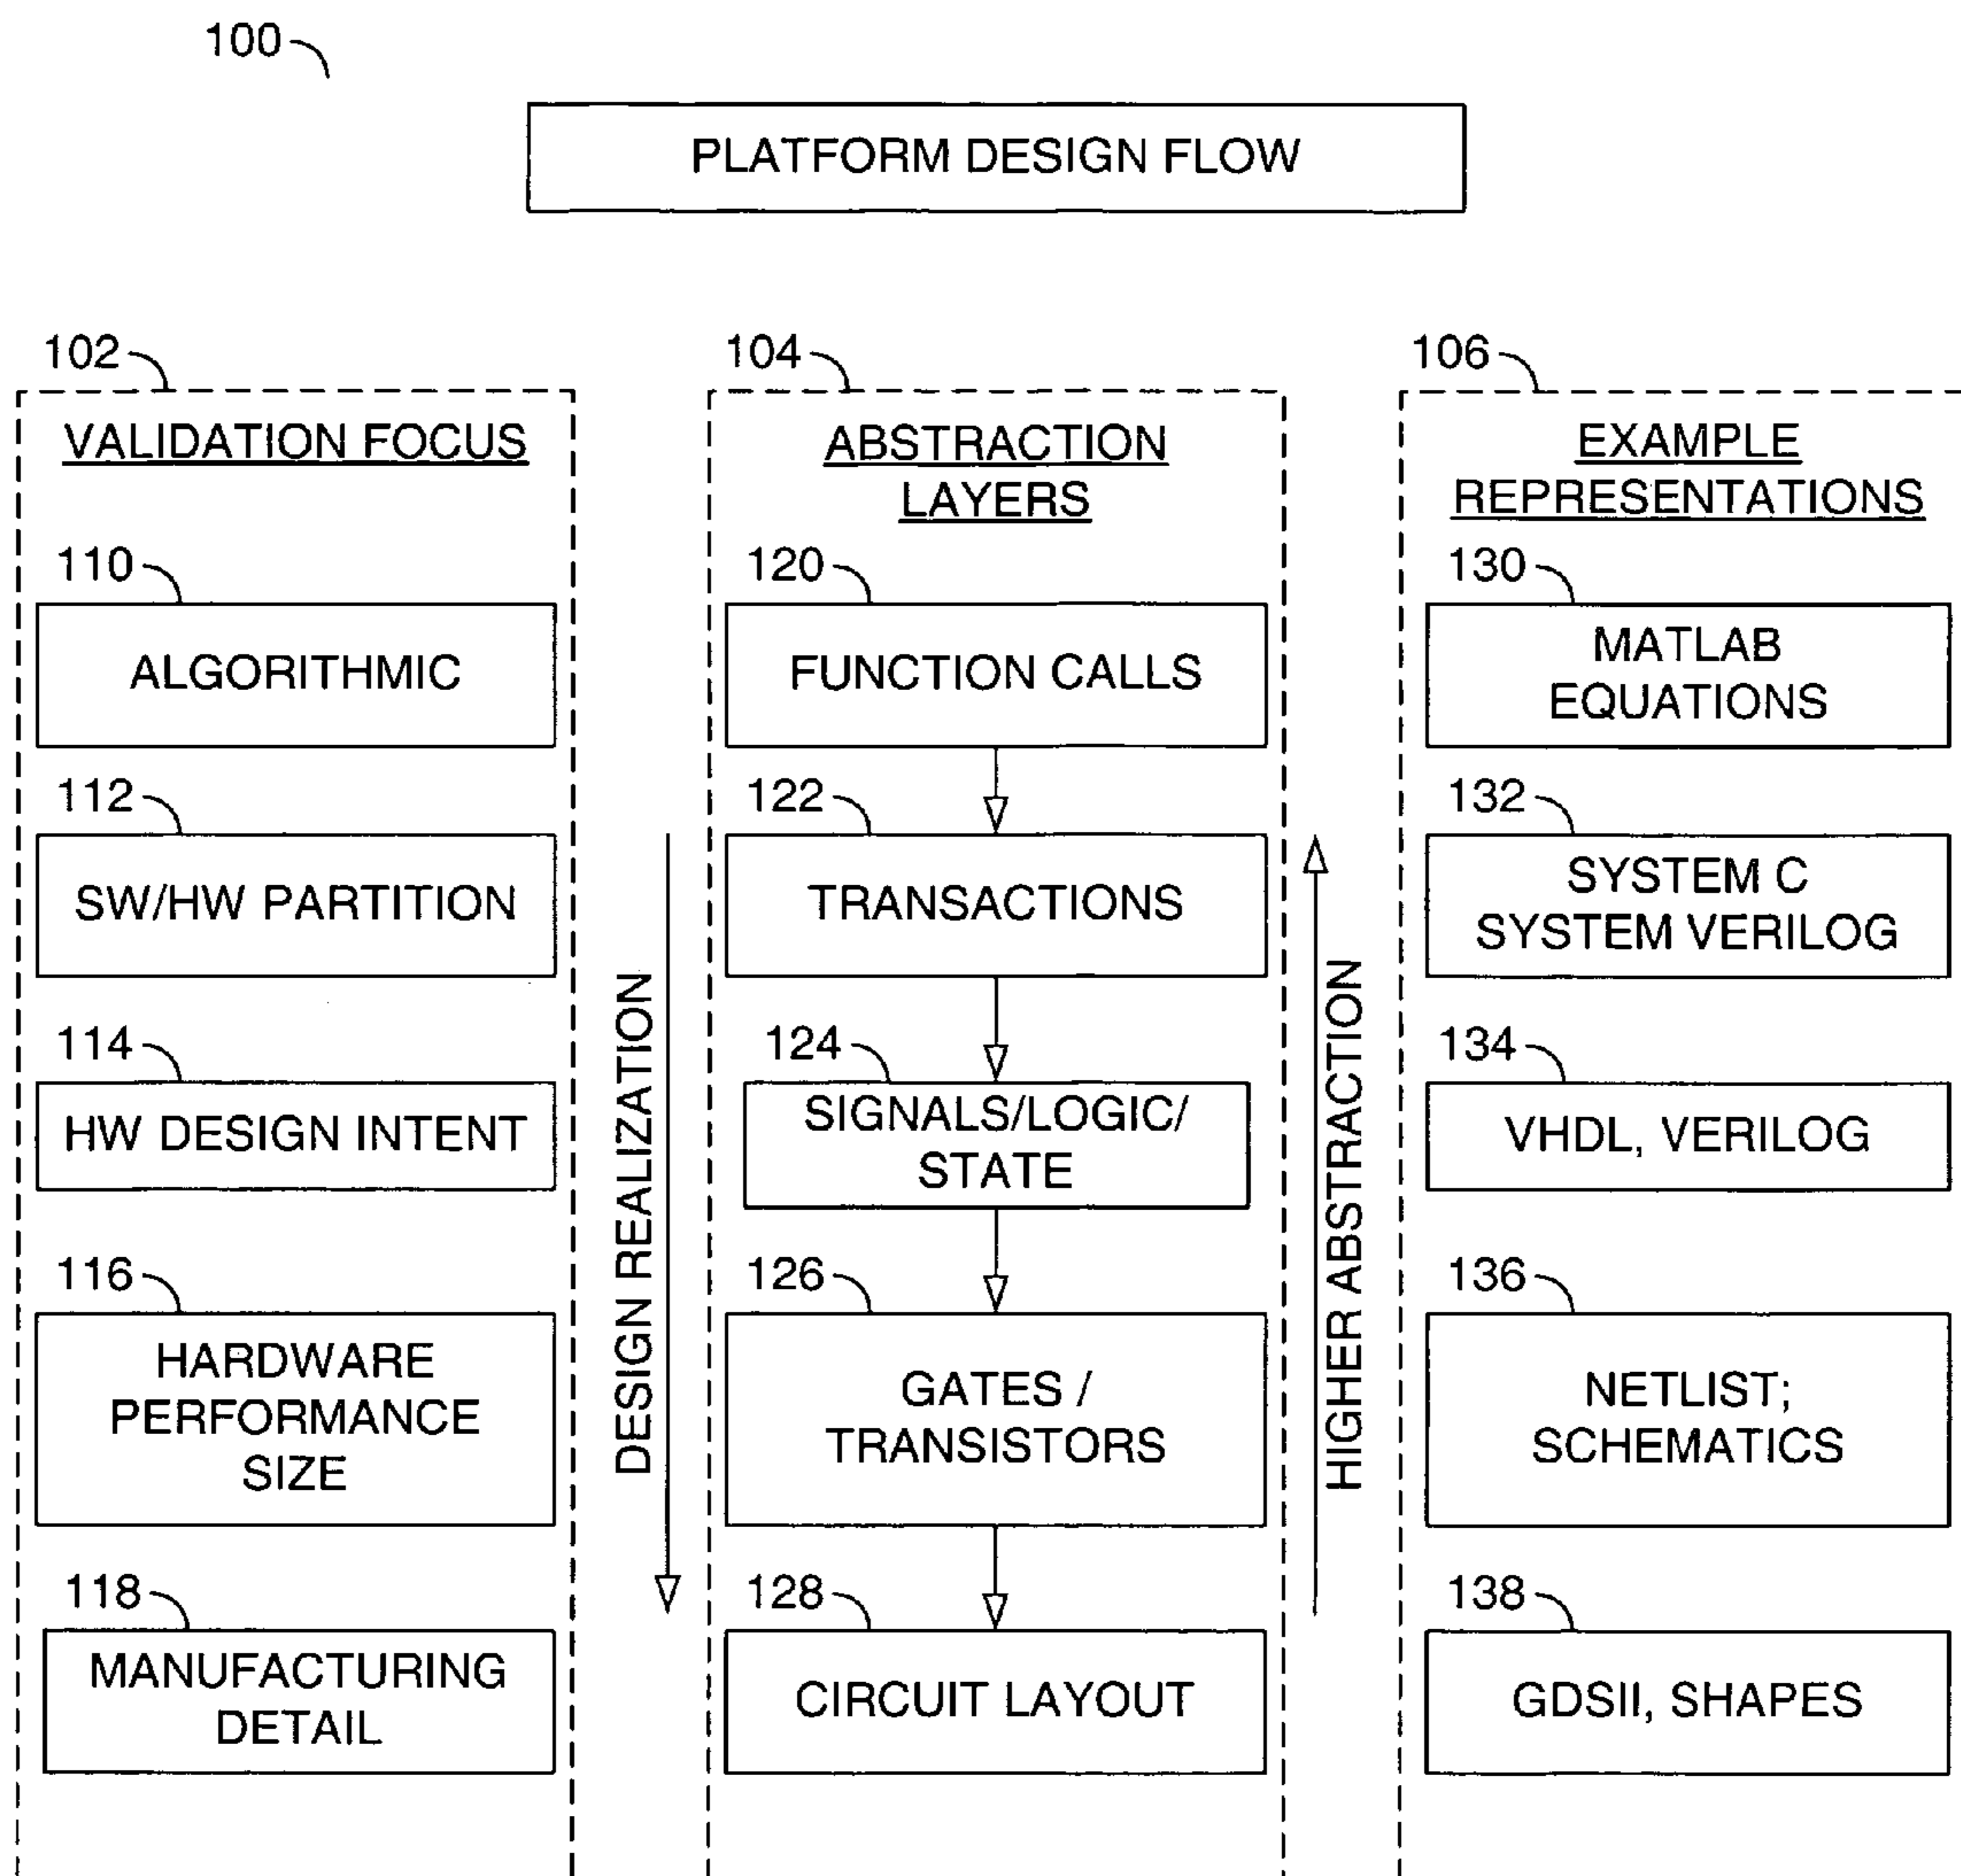 100
PLATFORM DESIGN FLOW
102
VALIDATION FOCUS
110
ALGORITHMIC
112
SW/HW PARTITION
114
HW DESIGN INTENT
116
HARDWARE
PERFORMANCE
SIZE
118
MANUFACTURING
DETAIL
DESIGN REALIZATION
104
ABSTRACTION
LAYERS
120
FUNCTION CALLS
122
TRANSACTIONS
124
SIGNALS/LOGIC/
STATE
126
GATES /
TRANSISTORS
128
CIRCUIT LAYOUT
HIGHER ABSTRACTION
106
EXAMPLE
REPRESENTATIONS
130
MATLAB
EQUATIONS
132
SYSTEM C
SYSTEM VERILOG
134
VHDL, VERILOG
136
NETLIST;
SCHEMATICS
138
GDSII, SHAPES